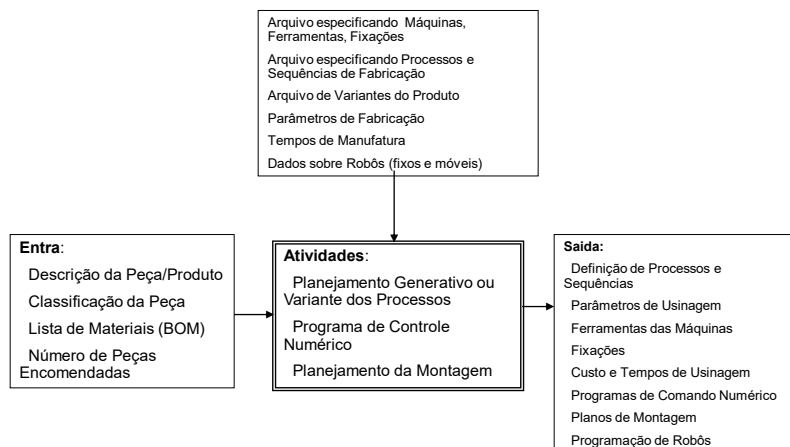 Arquivo especificando Máquinas,
Ferramentas, Fixações
Arquivo especificando Processos e
Sequências de Fabricação
Arquivo de Variantes do Produto
Parâmetros de Fabricação
Tempos de Manufatura
Dados sobre Robôs (fixos e móveis)
Entra:
Descrição da Peça/Produto
Classificação da Peça
Lista de Materiais (BOM)
Número de Peças
Encomendadas
Atividades:
Planejamento Generativo ou
Variante dos Processos
Programa de Controle
Numérico
Planejamento da Montagem
Saida:
Definição de Processos e
Sequências
Parâmetros de Usinagem
Ferramentas das Máquinas
Fixações
Custo e Tempos de Usinagem
Programas de Comando Numérico
Planos de Montagem
Programação de Robôs